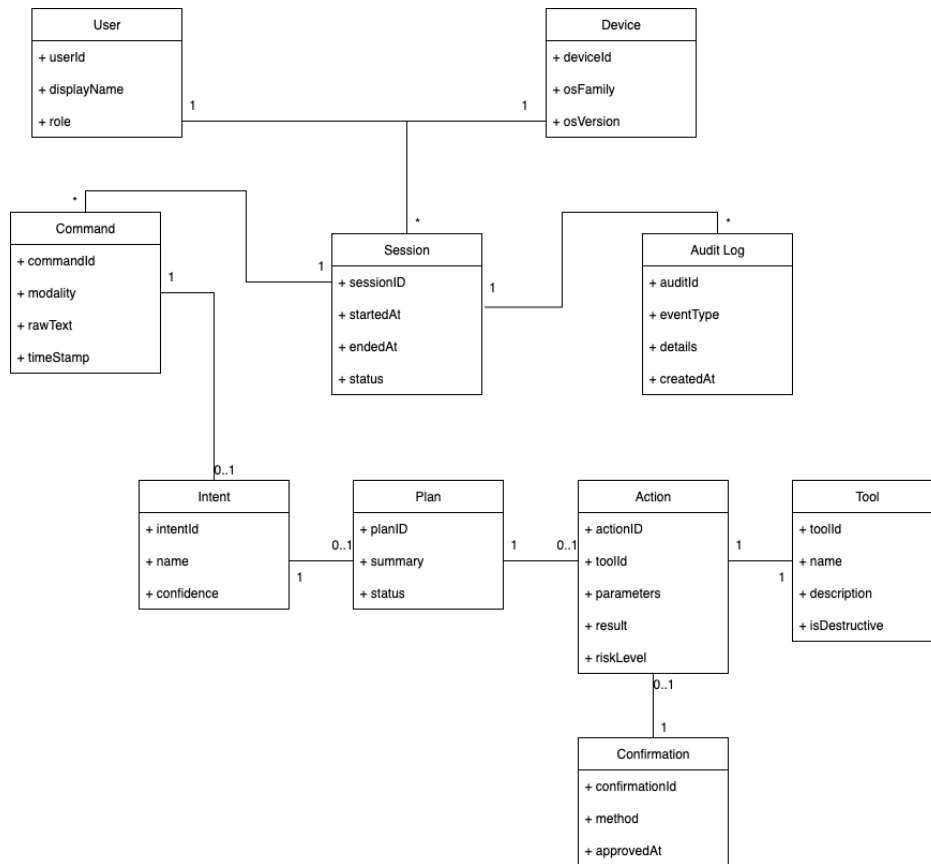 User
+ userId
+ displayName
+ role
Device
+ deviceId
+ osFamily
+ osVersion
1
1
*
*
*
Command
+ commandId
+ modality
+ rawText
+ timeStamp
1
1
Session
+ sessionID
+ startedAt
+ endedAt
+ status
1
Audit Log
+ auditId
+ eventType
+ details
+ createdAt
0..1
Intent
+ intentId
+ name
+ confidence
0..1
1
Plan
+ planID
+ summary
+ status
1
0..1
Action
+ actionID
+ toolId
+ parameters
+ result
+ riskLevel
1
1
Tool
+ toolId
+ name
+ description
+ isDestructive
0..1
1
Confirmation
+ confirmationId
+ method
+ approvedAt